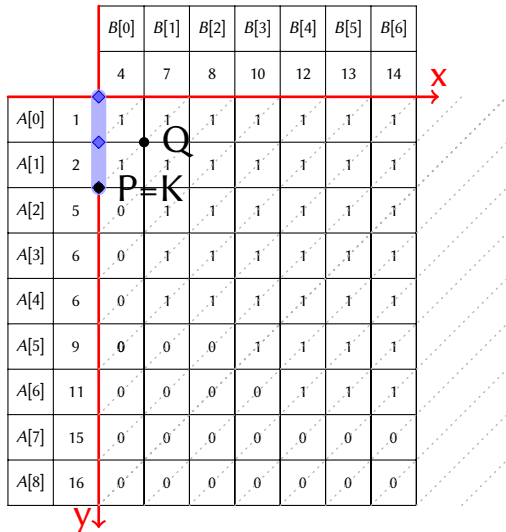 B[0] B[1] B[2] B[3] B[4] B[5] B[6]
4 7 8 10 12 13 14
x
A[0] 1 1 1 1 1 1 1 1
Q
A[1] 2 1 1 1 1 1 1 1
P=K
A[2] 5 0 1 1 1 1 1 1
A[3] 6 0 1 1 1 1 1 1
A[4] 6 0 1 1 1 1 1 1
A[5] 9 0 0 0 1 1 1 1
A[6] 11 0 0 0 0 1 1 1
A[7] 15 0 0 0 0 0 0 0
A[8] 16 0 0 0 0 0 0 0
y